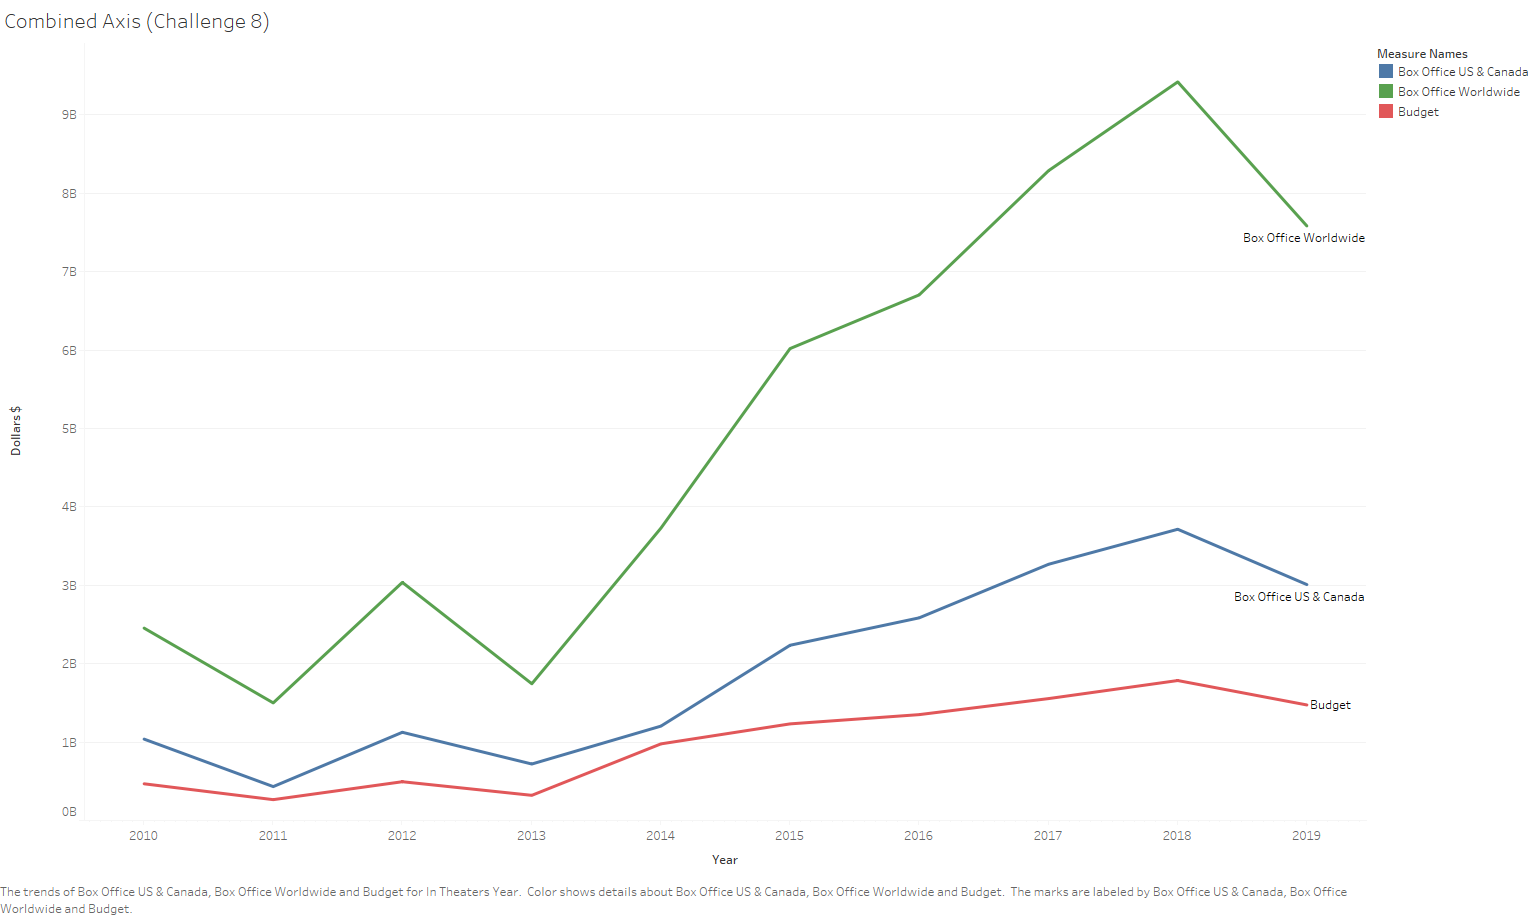 Combined Axis (Challenge 8)
Measure Names
Box Office US & Canada
Box Office Worldwide
Budget
9B
8B
7B
6B
5B
4B
3B
2B
1B
0B
Dollars $
Box Office Worldwide
Box Office US & Canada
Budget
2010 2011 2012 2013 2014 2015 2016 2017 2018 2019
Year
The trends of Box Office US & Canada, Box Office Worldwide and Budget for In Theaters Year. Color shows details about Box Office US & Canada, Box Office Worldwide and Budget. The marks are labeled by Box Office US & Canada, Box Office
Worldwide and Budget.